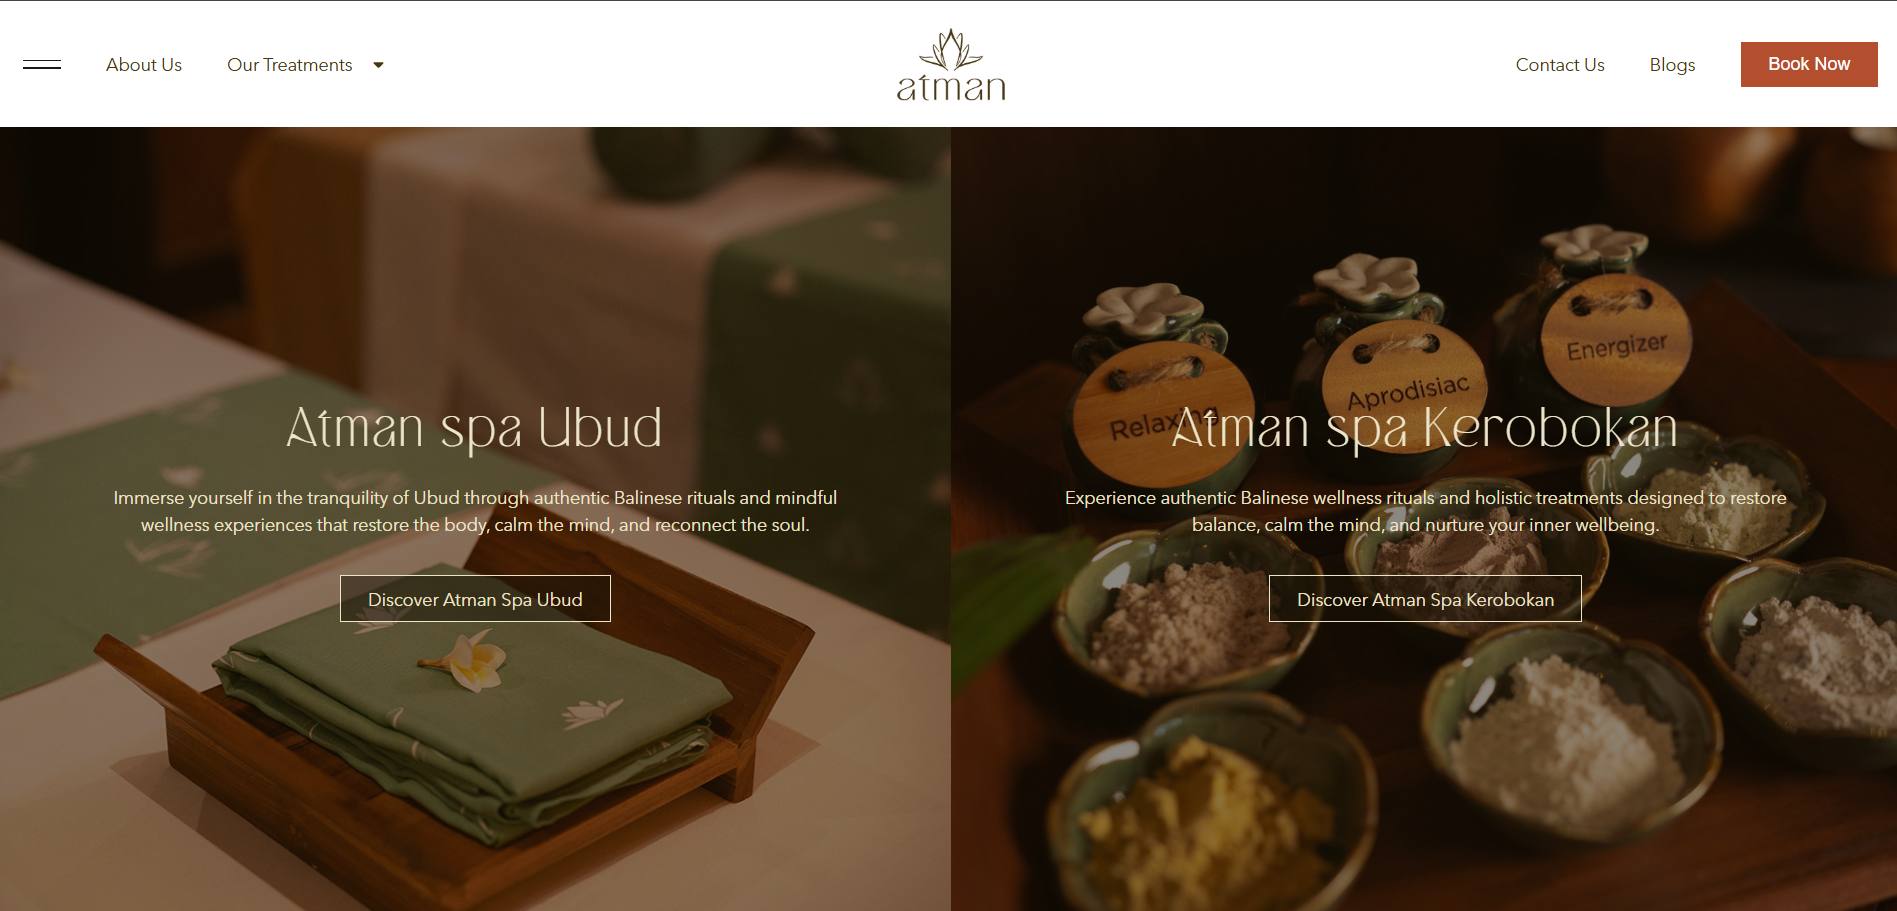 About Us
Our Treatments
atman
Contact Us
Blogs
Book Now
Atman spa Ubud
Immerse yourself in the tranquility of Ubud through authentic Balinese rituals and mindful
wellness experiences that restore the body, calm the mind, and reconnect the soul.
Discover Atman Spa Ubud
Relaxing
Aprodisiac
Energizer
Atman spa Kerobokan
Experience authentic Balinese wellness rituals and holistic treatments designed to restore
balance, calm the mind, and nurture your inner wellbeing.
Discover Atman Spa Kerobokan